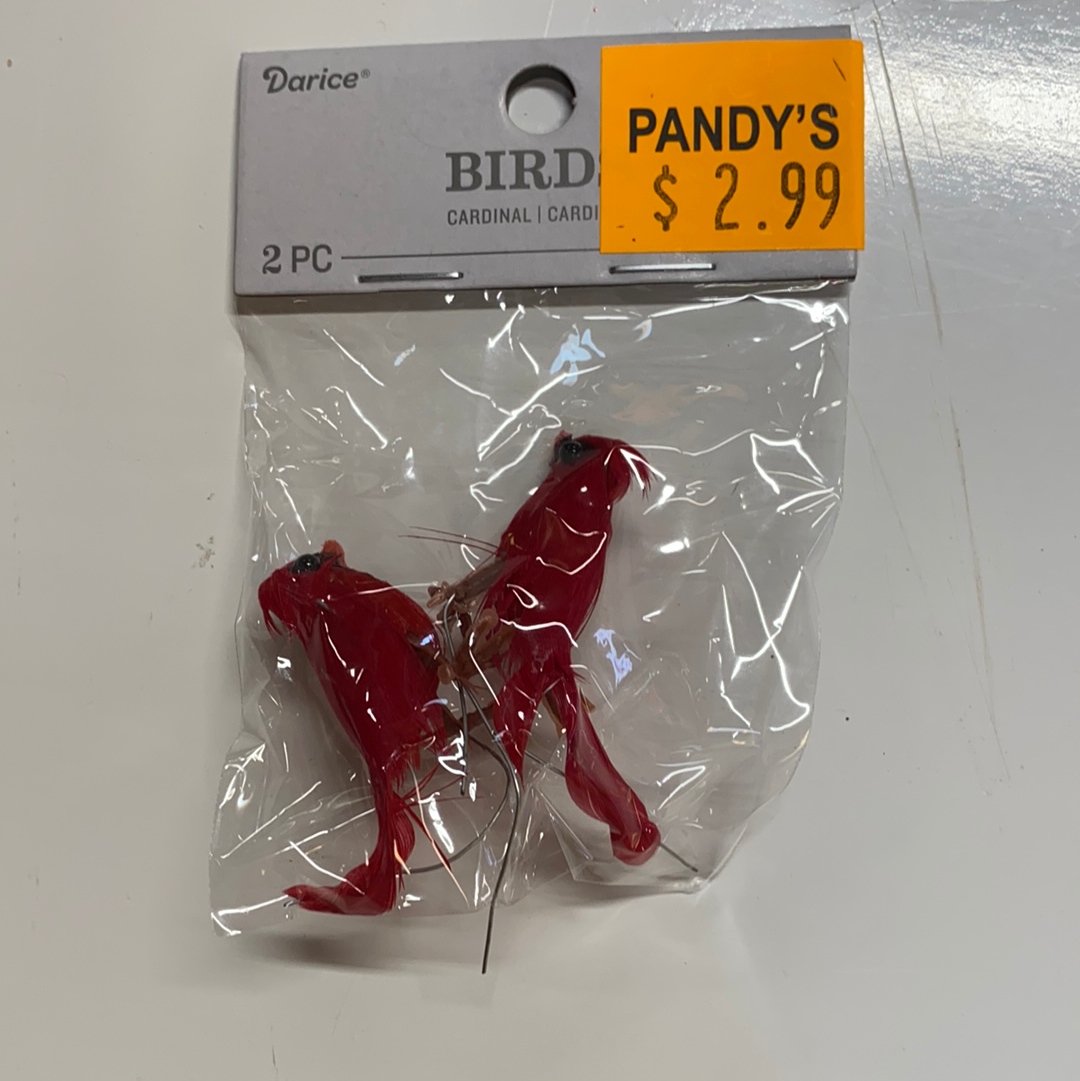 Darice®
PANDY'S
$ 2.99
BIRD
CARDINAL | CARDI
2 PC